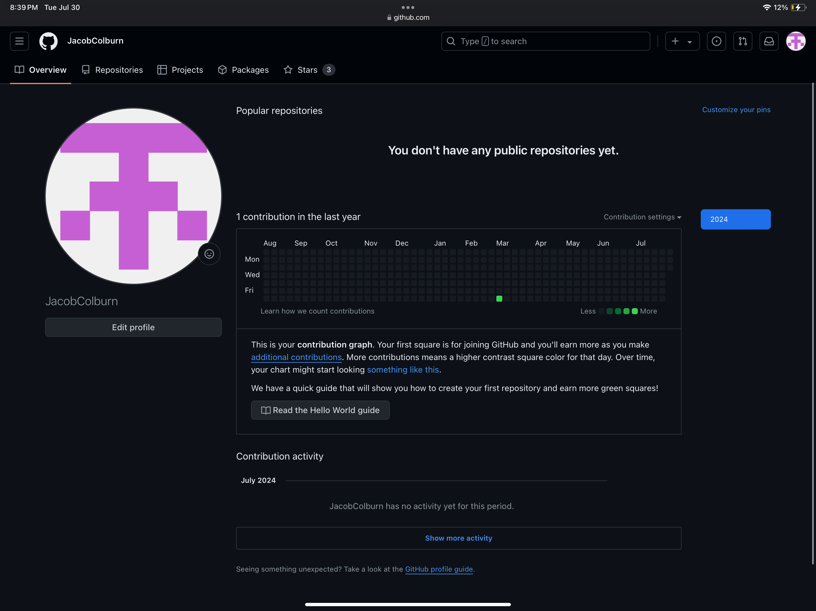 8:39 PM Tue Jul 30
12%
github.com
JacobColburn
Type / to search
Overview
Repositories
Projects
Packages
Stars 3
Popular repositories
Customize your pins
You don't have any public repositories yet.
1 contribution in the last year
Contribution settings
2024
Aug Sep Oct Nov Dec Jan Feb Mar Apr May Jun Jul
Mon
Wed
Fri
Learn how we count contributions
Less More
JacobColburn
Edit profile
This is your contribution graph. Your first square is for joining GitHub and you'll earn more as you make
additional contributions. More contributions means a higher contrast square color for that day. Over time,
your chart might start looking something like this.
We have a quick guide that will show you how to create your first repository and earn more green squares!
Read the Hello World guide
Contribution activity
July 2024
JacobColburn has no activity yet for this period.
Show more activity
Seeing something unexpected? Take a look at the GitHub profile guide.